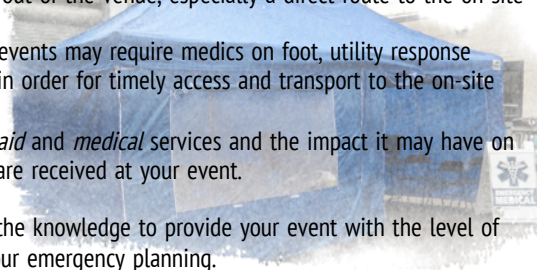 out of the venue, especially a direct route to the on-site
events may require medics on foot, utility response
in order for timely access and transport to the on-site
aid and medical services and the impact it may have on
are received at your event.
the knowledge to provide your event with the level of
our emergency planning.
EMERGENCY
MEDICAL